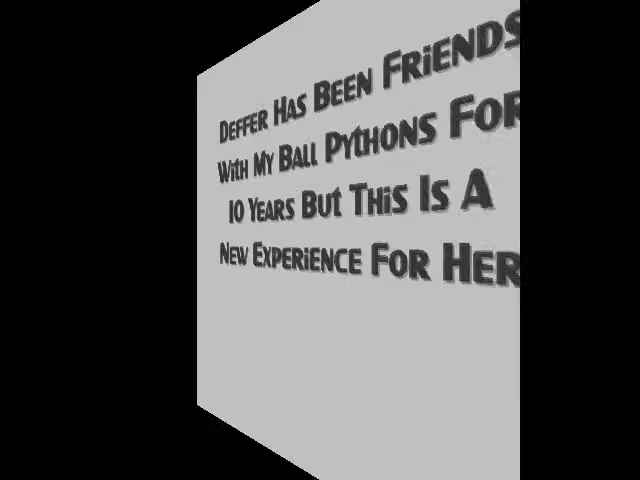 Deffer Has Been Friends
With My Ball Pythons For
10 Years But This Is A
New Experience For Her